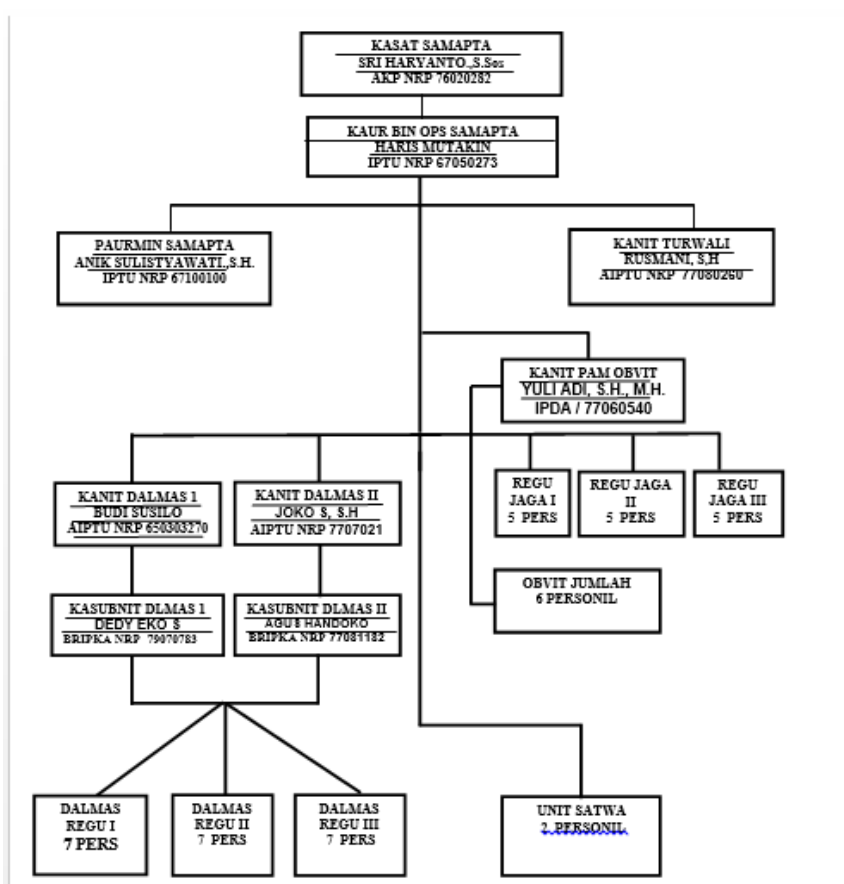 KASAT SAMAPTA
SRI HARYANTO.,S.Sos
AKP NRP 76020282
KAUR BIN OPS SAMAPTA
HARIS MUTAKIN
IPTU NRP 67050273
PAURMIN SAMAPTA
ANIK SULISTYAWATI.,S.H.
IPTU NRP 67100100
KANIT TURWALI
RUSMANI, S,H
AIPTU NRP 77080260
KANIT PAM OBVIT
YULI ADI, S.H., M.H.
IPDA / 77060540
KANIT DALMAS 1
BUDI SUSILO
AIPTU NRP 650303270
KANIT DALMAS II
JOKO S, S.H
AIPTU NRP 7707021
REGU
JAGA I
5 PERS
REGU JAGA
II
5 PERS
REGU
JAGA III
5 PERS
OBVIT JUMLAH
6 PERSONIL
KASUBNIT DLMAS 1
DEDY EKO S
BRIPKA NRP 79070783
KASUBNIT DLMAS II
AGUS HANDOKO
BRIPKA NRP 77081182
DALMAS
REGU I
7 PERS
DALMAS
REGU II
7 PERS
DALMAS
REGU III
7 PERS
UNIT SATWA
2 PERSONIL